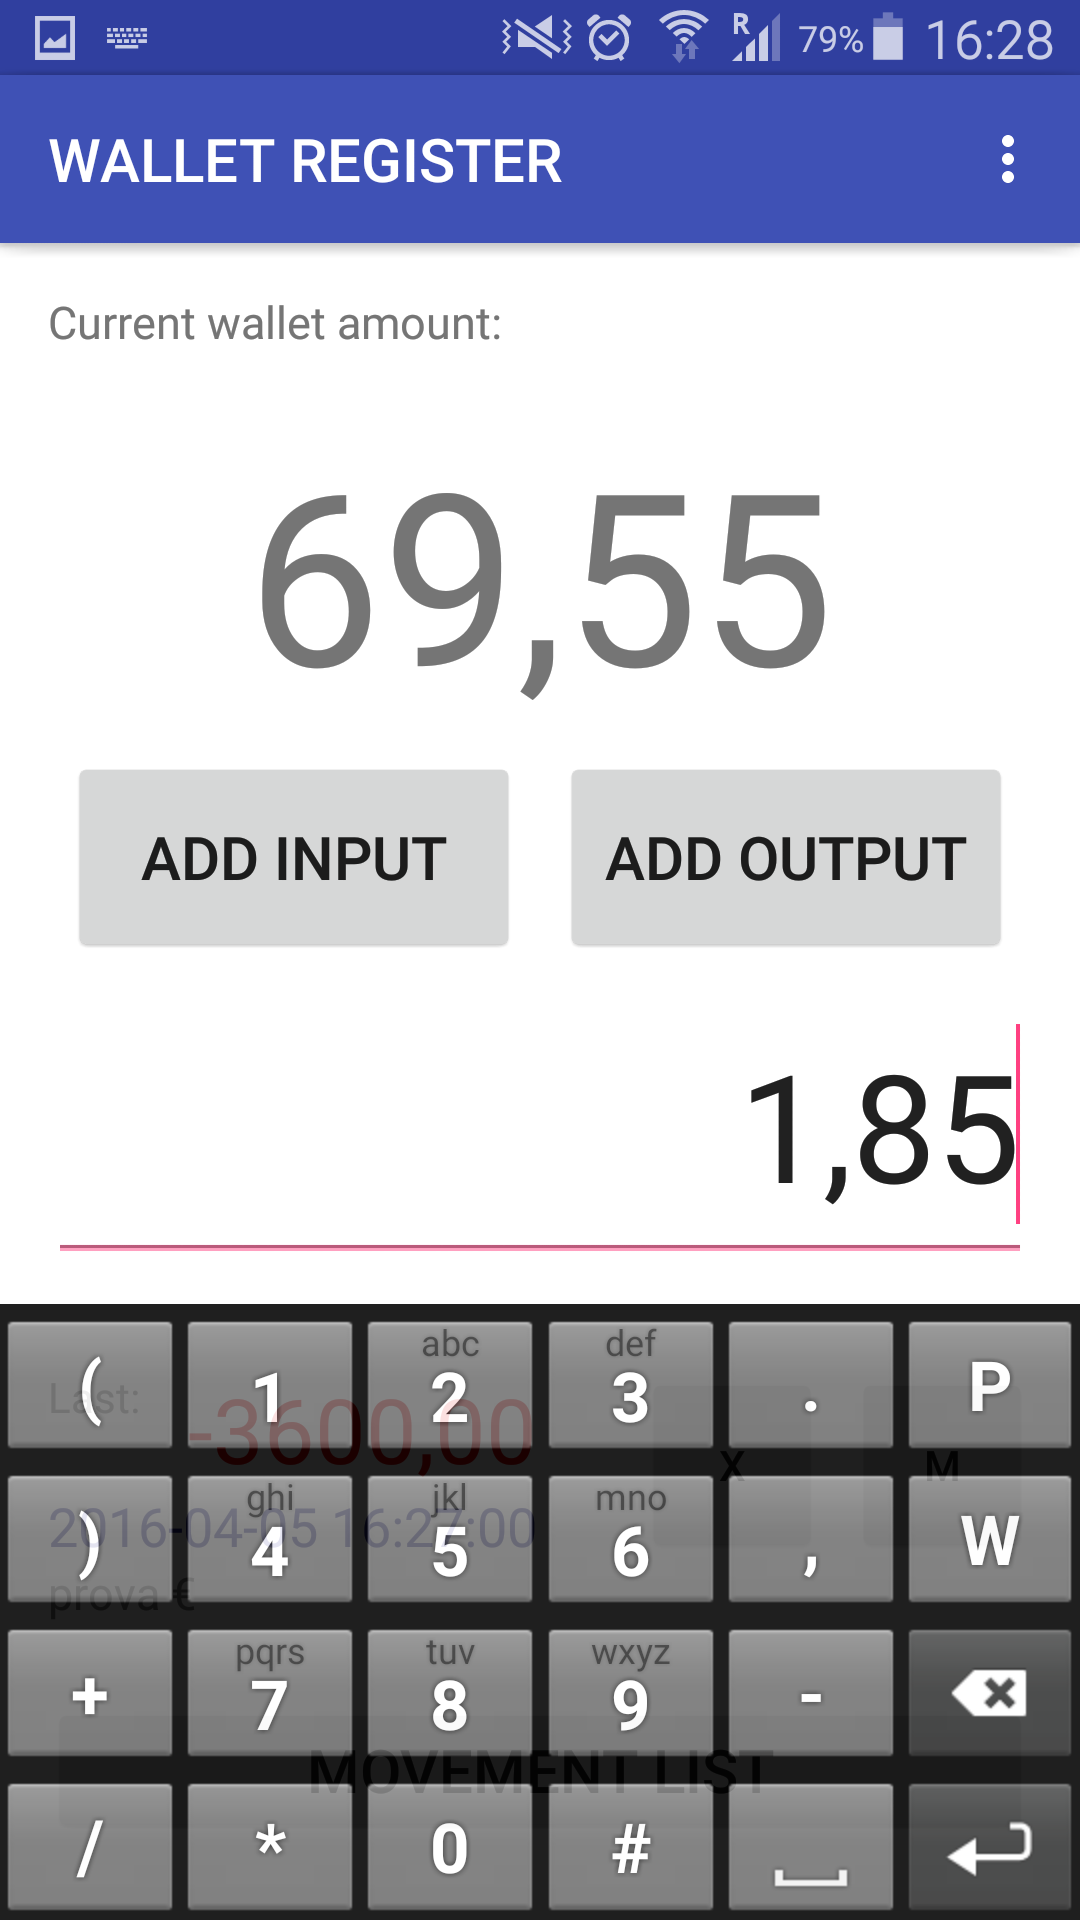 R 79% 16:28
WALLET REGISTER
Current wallet amount:
69,55
ADD INPUT ADD OUTPUT
1,85
Last: -3600,00 X M
2016-04-05 16:27:00
prova €
MOVEMENT LIST
( 1 abc 2 def 3 . P
) ghi 4 jkl 5 mno 6 , W
+ pqrs 7 tuv 8 wxyz 9 -
/ * 0 #